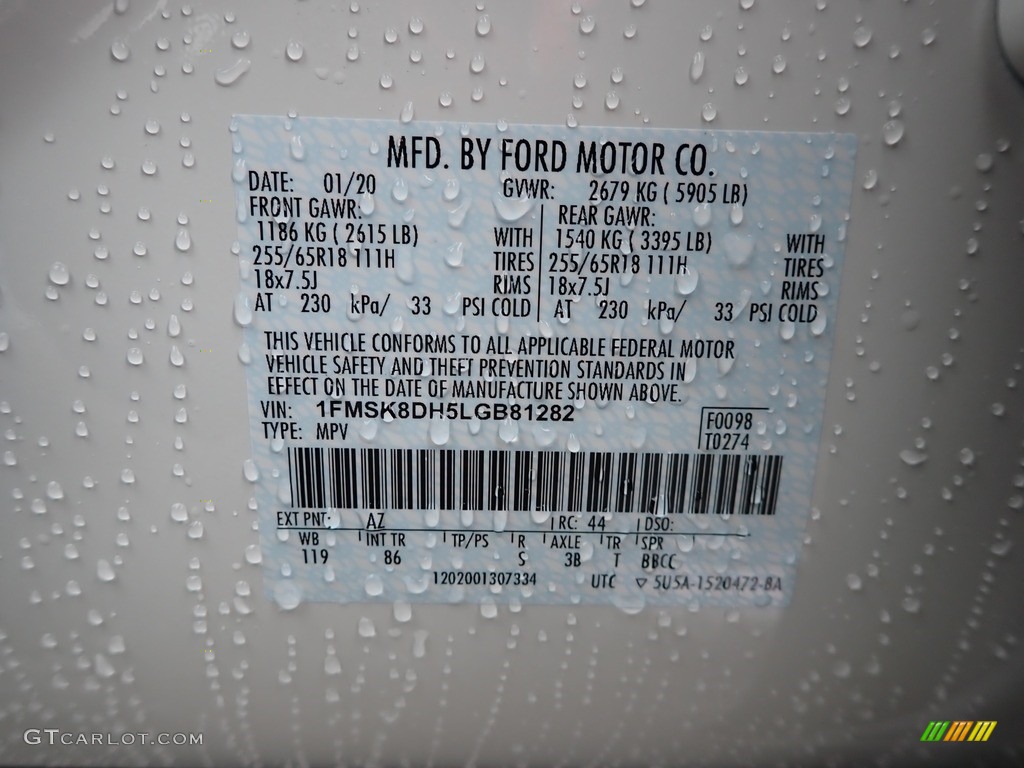 MFD. BY FORD MOTOR CO.
DATE: 01/20 GVWR: 2679 KG ( 5905 LB)
FRONT GAWR: REAR GAWR:
1186 KG ( 2615 LB) WITH 1540 KG ( 3395 LB) WITH
255/65R18 111H TIRES 255/65R18 111H TIRES
18x7.5J RIMS 18x7.5J RIMS
AT 230 kPa/ 33 PSI COLD AT 230 kPa/ 33 PSI COLD
THIS VEHICLE CONFORMS TO ALL APPLICABLE FEDERAL MOTOR
VEHICLE SAFETY AND THEFT PREVENTION STANDARDS IN
EFFECT ON THE DATE OF MANUFACTURE SHOWN ABOVE.
VIN: 1FMSK8DH5LGB81282 F0098
TYPE: MPV T0274
EXT PNT: AZ RC: 44 DSO:
WB INT TR TP/PS R AXLE TR SPR
119 86 S 3B T BBCC
1202001307334 UTC ▽ 5U5A-1520472-BA
GTCARLOT.COM